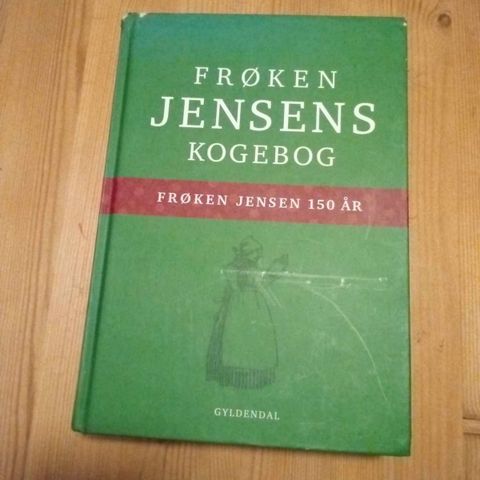 FRØKEN
JENSENS
KOGEBOG
FRØKEN JENSEN 150 ÅR
GYLDENDAL